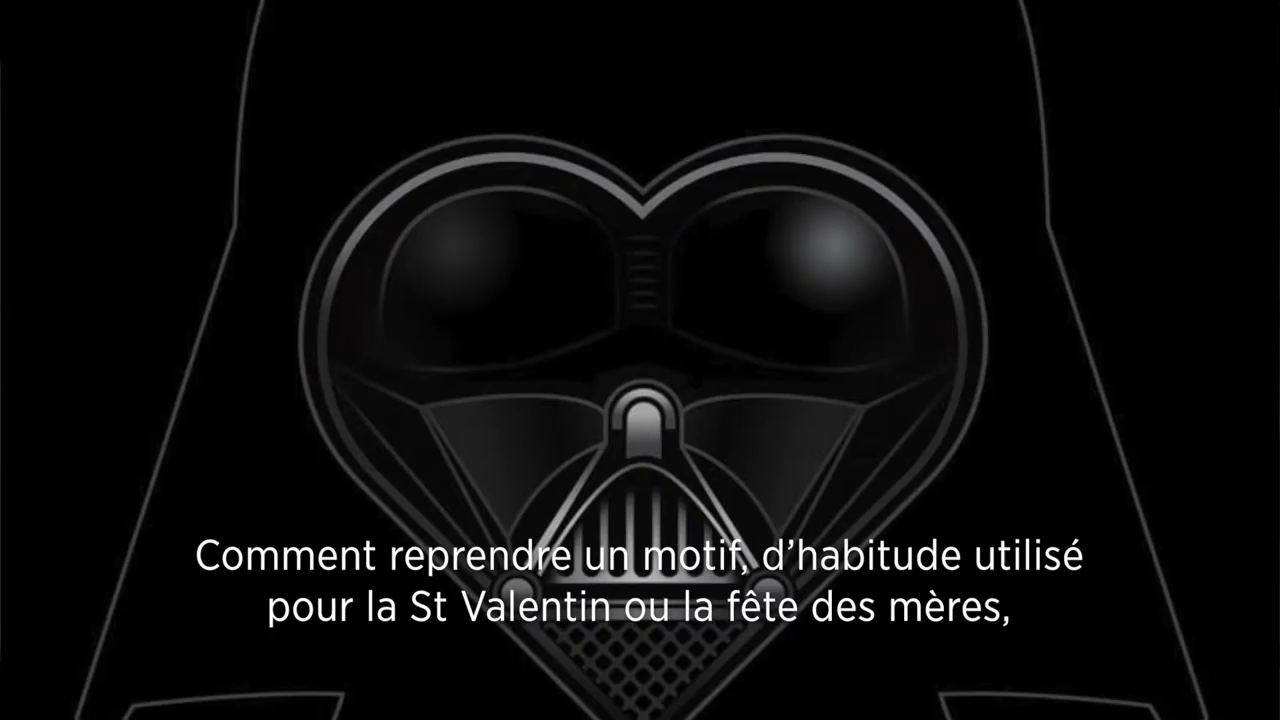 Comment reprendre un motif, d’habitude utilisé
pour la St Valentin ou la fête des mères,